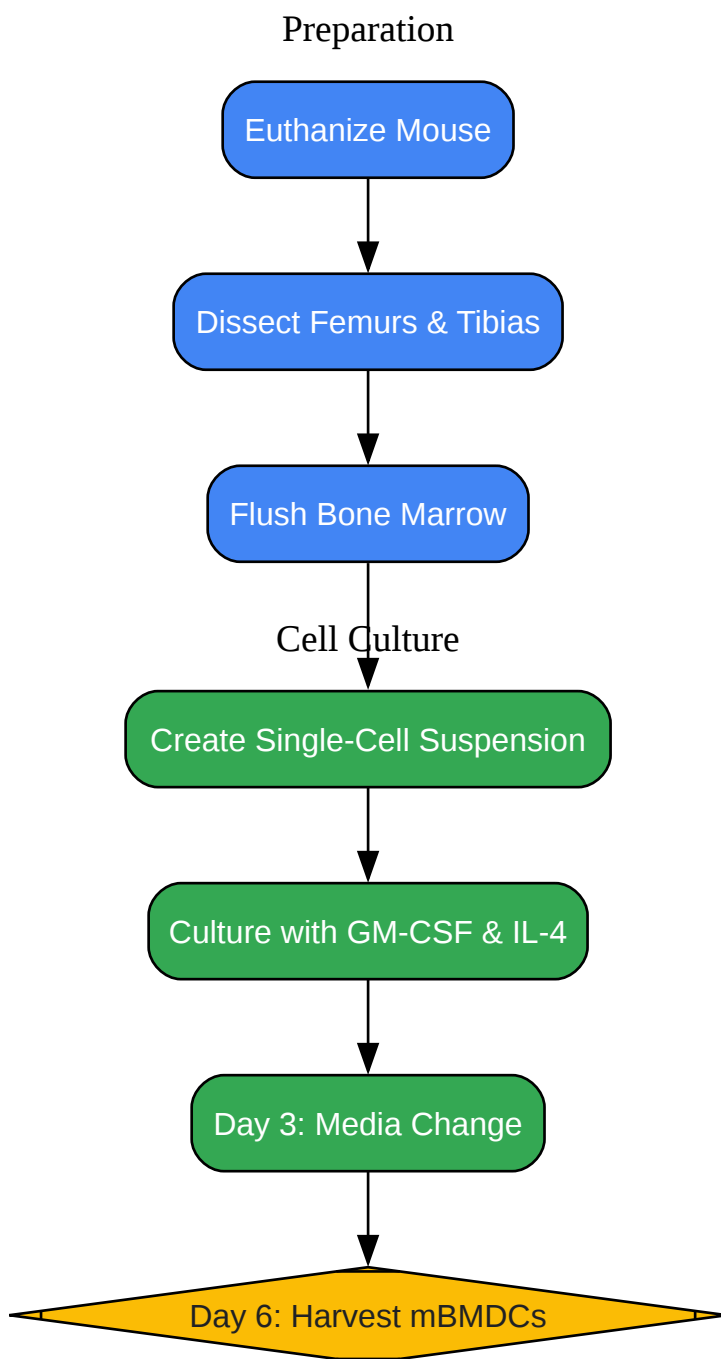 Preparation
Euthanize Mouse
Dissect Femurs & Tibias
Flush Bone Marrow
Cell Culture
Create Single-Cell Suspension
Culture with GM-CSF & IL-4
Day 3: Media Change
Day 6: Harvest mBMDCs